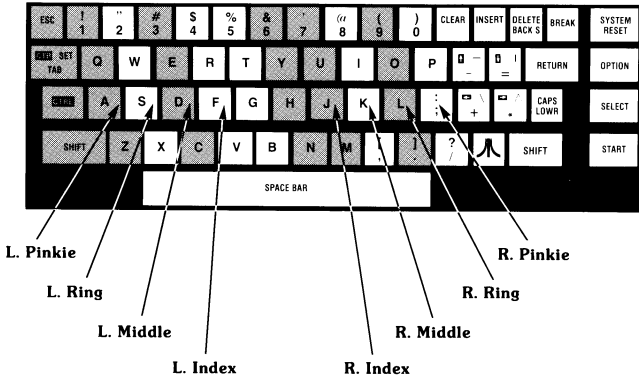 ESC ! 1 " 2 # 3 $ 4 % 5 & 6 ' 7 @ 8 ( 9 ) 0 CLEAR INSERT DELETE BACK S BREAK SYSTEM RESET
CLR SET TAB Q W E R T Y U I O P - = RETURN OPTION
CTRL A S D F G H J K L : ; \ + * CAPS LOWR SELECT
SHIFT Z X C V B N M [ , ] . ? / SHIFT START
SPACE BAR
L. Pinkie R. Pinkie
L. Ring R. Ring
L. Middle R. Middle
L. Index R. Index